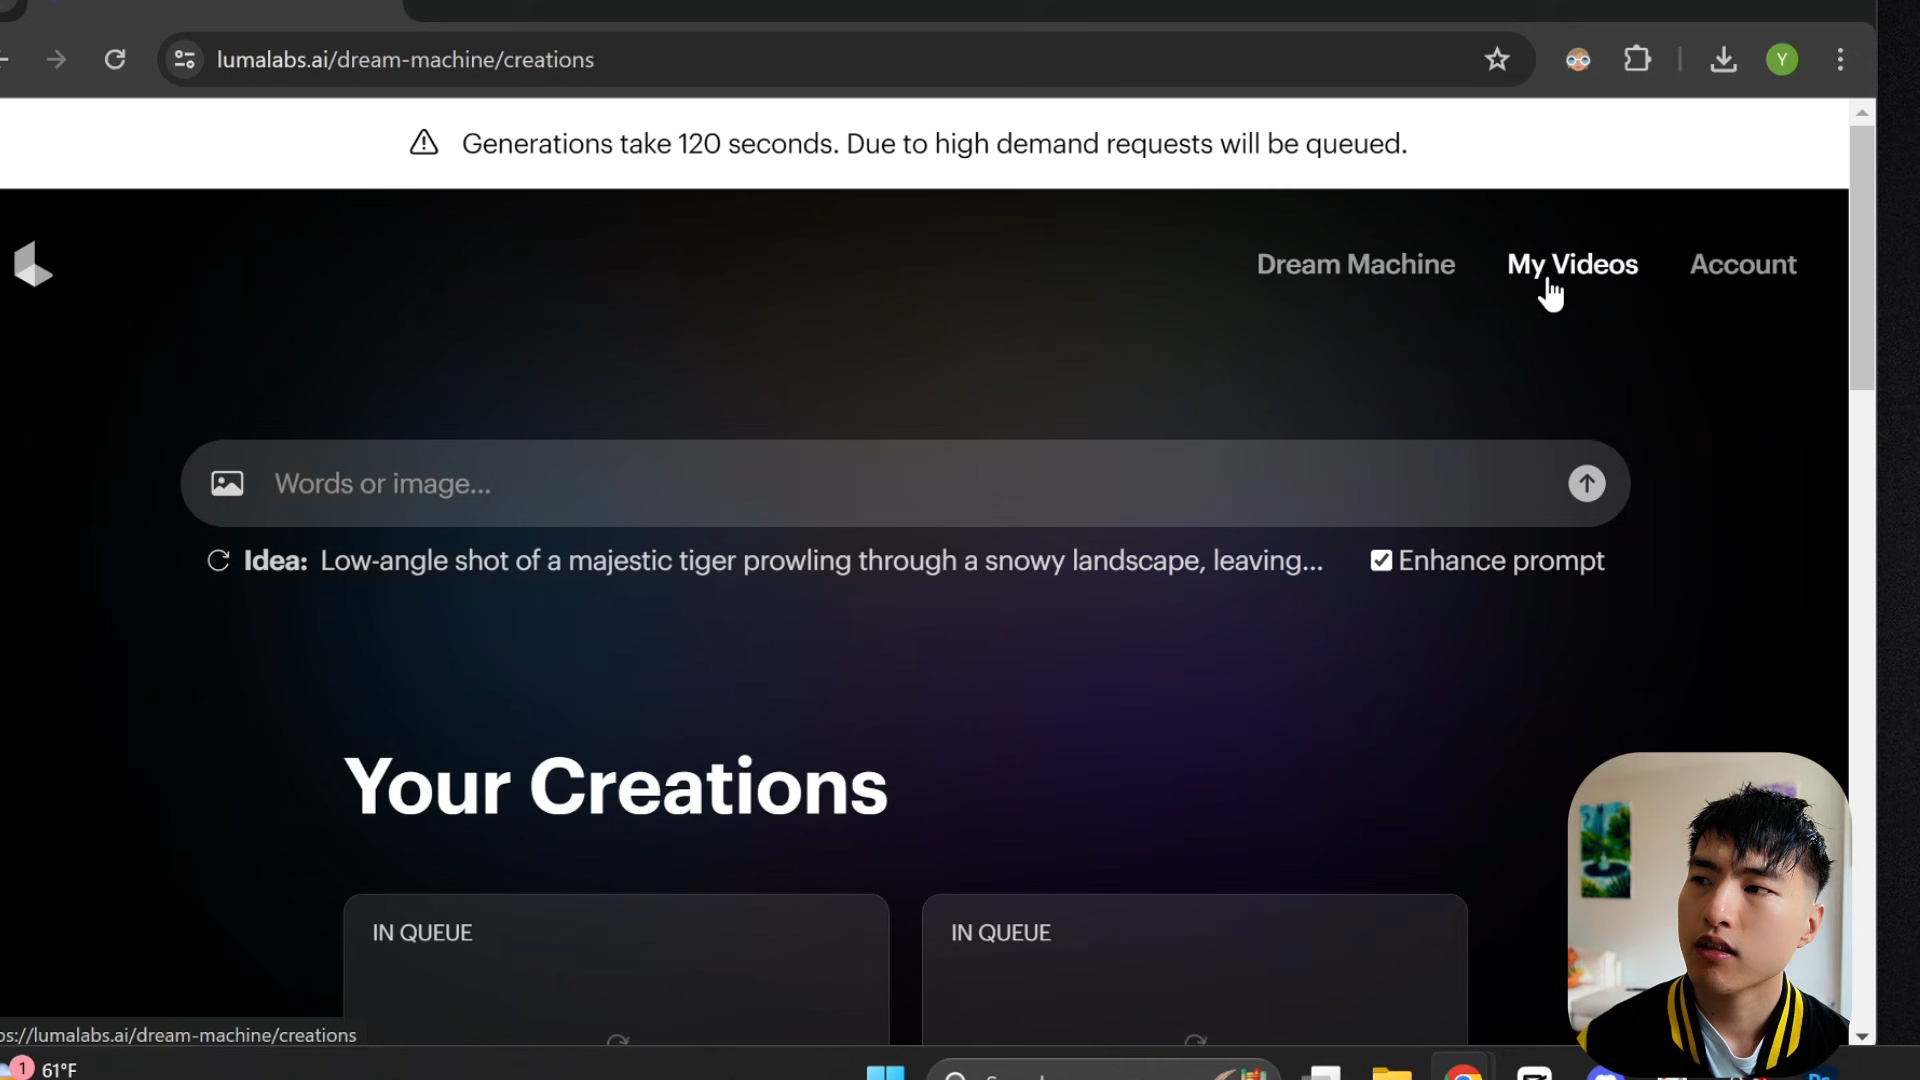 lumalabs.ai/dream-machine/creations
Y
Generations take 120 seconds. Due to high demand requests will be queued.
Dream Machine
My Videos
Account
Words or image...
Idea: Low-angle shot of a majestic tiger prowling through a snowy landscape, leaving...
Enhance prompt
Your Creations
IN QUEUE
IN QUEUE
ps://lumalabs.ai/dream-machine/creations
1
61°F